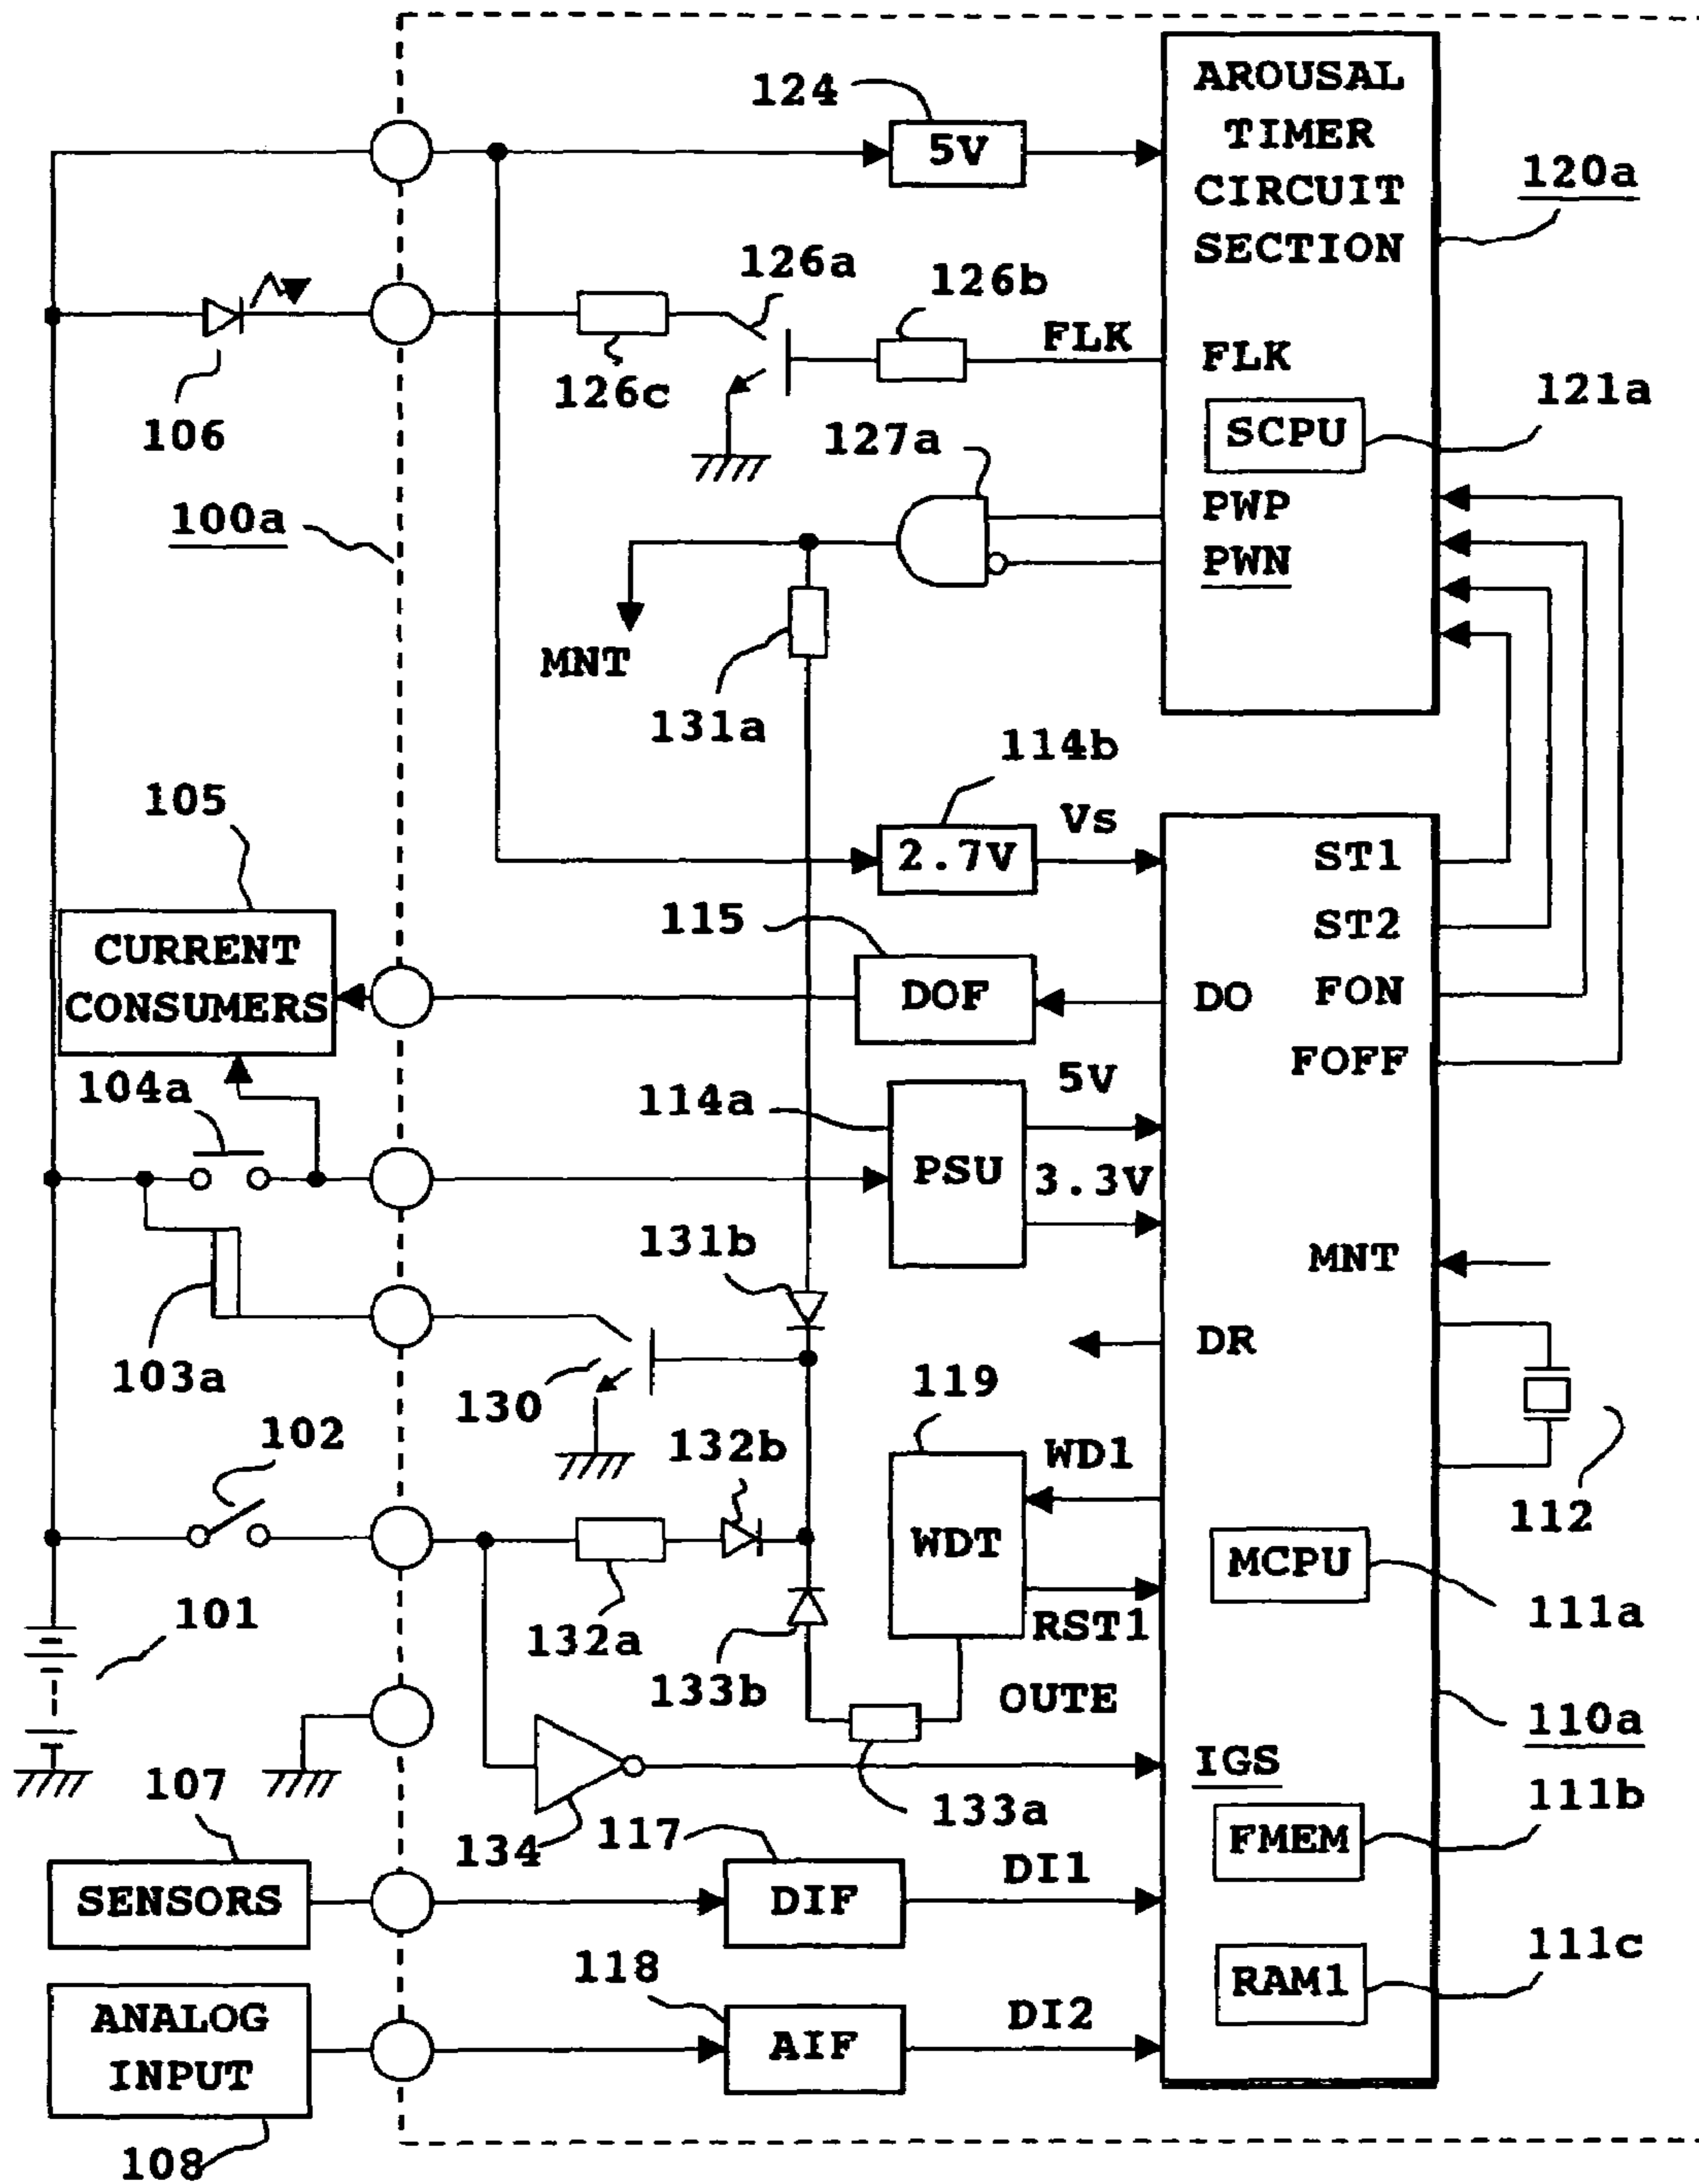 AROUSAL
TIMER
CIRCUIT
SECTION
124
5V
120a
126a
126b
FLK
FLK
126c
106
SCPU
121a
127a
PWP
PWN
100a
MNT
131a
114b
Vs
2.7V
ST1
105
115
ST2
CURRENT
CONSUMERS
DOF
DO
FON
FOFF
104a
114a
5V
PSU
3.3V
131b
MNT
DR
103a
130
119
102
132b
WD1
112
WDT
MCPU
101
132a
RST1
111a
133b
OUTE
110a
IGS
107
133a
111b
134
117
FMEM
SENSORS
DIF
DI1
118
111c
RAM1
ANALOG
INPUT
AIF
DI2
108